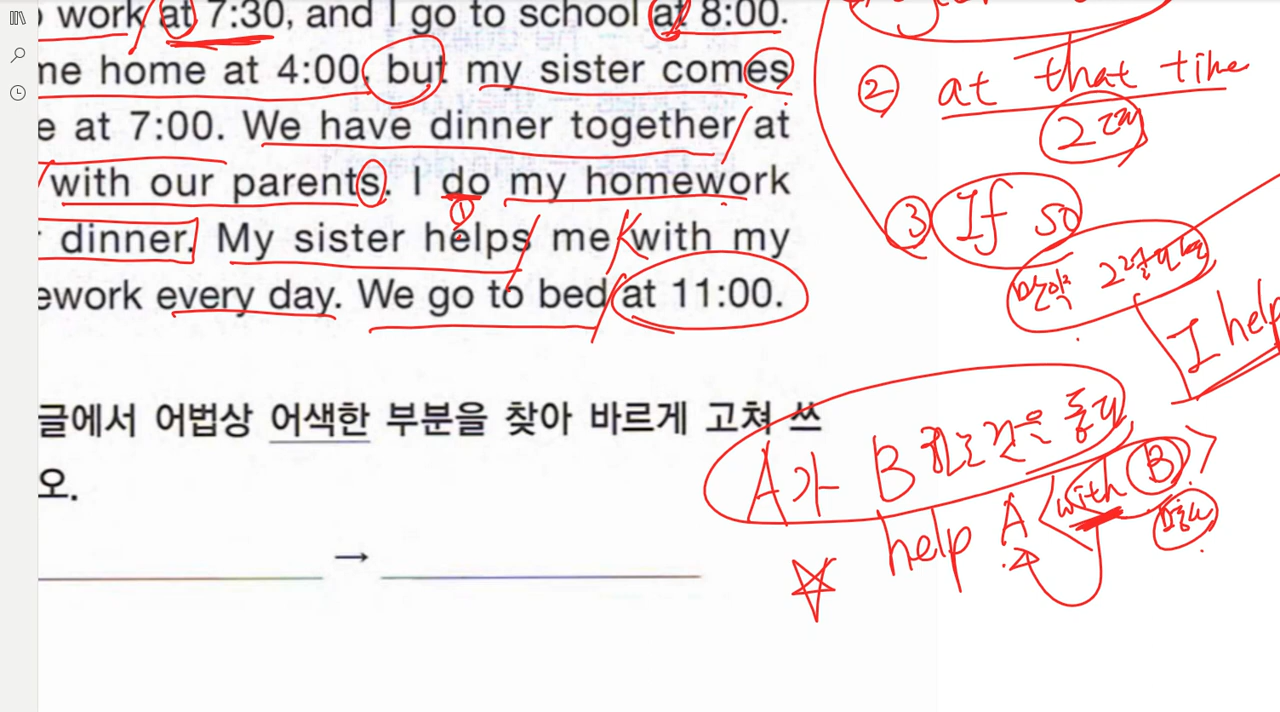 work at 7:30, and I go to school at 8:00.
me home at 4:00, but my sister comes
e at 7:00. We have dinner together at
with our parents. I do my homework
dinner. My sister helps me with my
ework every day. We go to bed at 11:00.
글에서 어법상 어색한 부분을 찾아 바르게 고쳐 쓰
오.
→
② at that time
③ If so
만약 그렇다면
I help
A가 B 하는 것을 돕다
help A <with B>
①